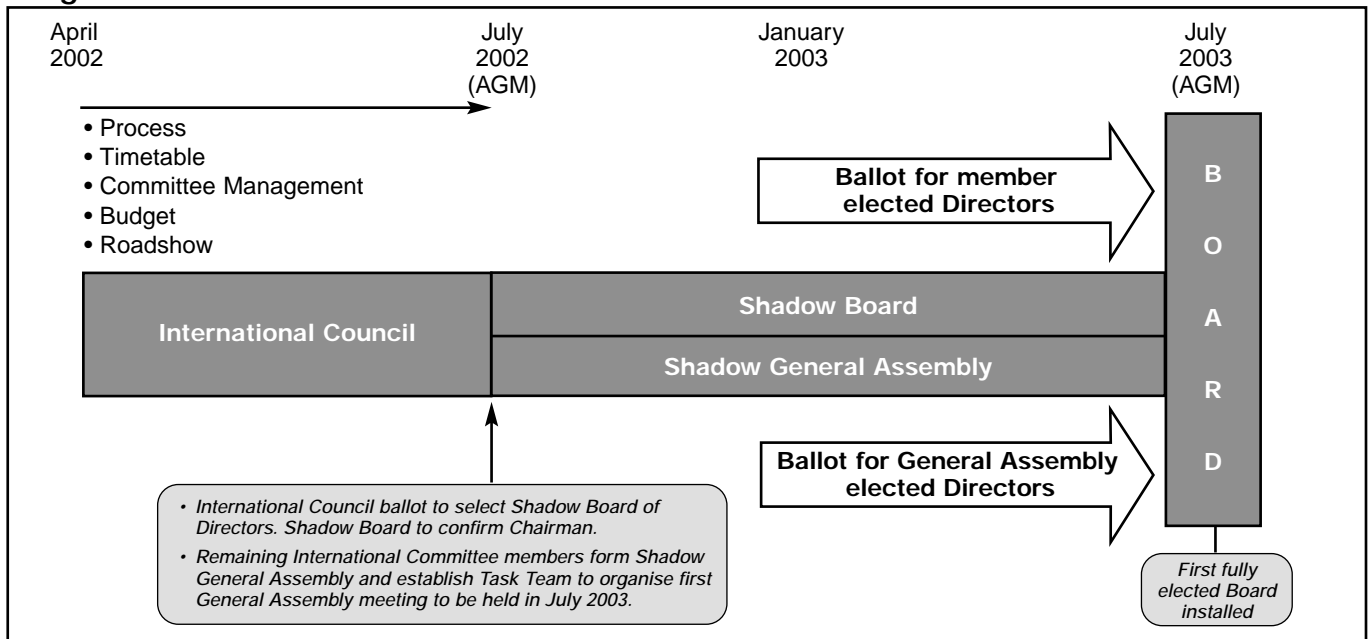 April
2002
July
2002
(AGM)
January
2003
July
2003
(AGM)
• Process
• Timetable
• Committee Management
• Budget
• Roadshow
Ballot for member
elected Directors
International Council
Shadow Board
Shadow General Assembly
B
O
A
R
D
Ballot for General Assembly
elected Directors
• International Council ballot to select Shadow Board of
Directors. Shadow Board to confirm Chairman.
• Remaining International Committee members form Shadow
General Assembly and establish Task Team to organise first
General Assembly meeting to be held in July 2003.
First fully
elected Board
installed